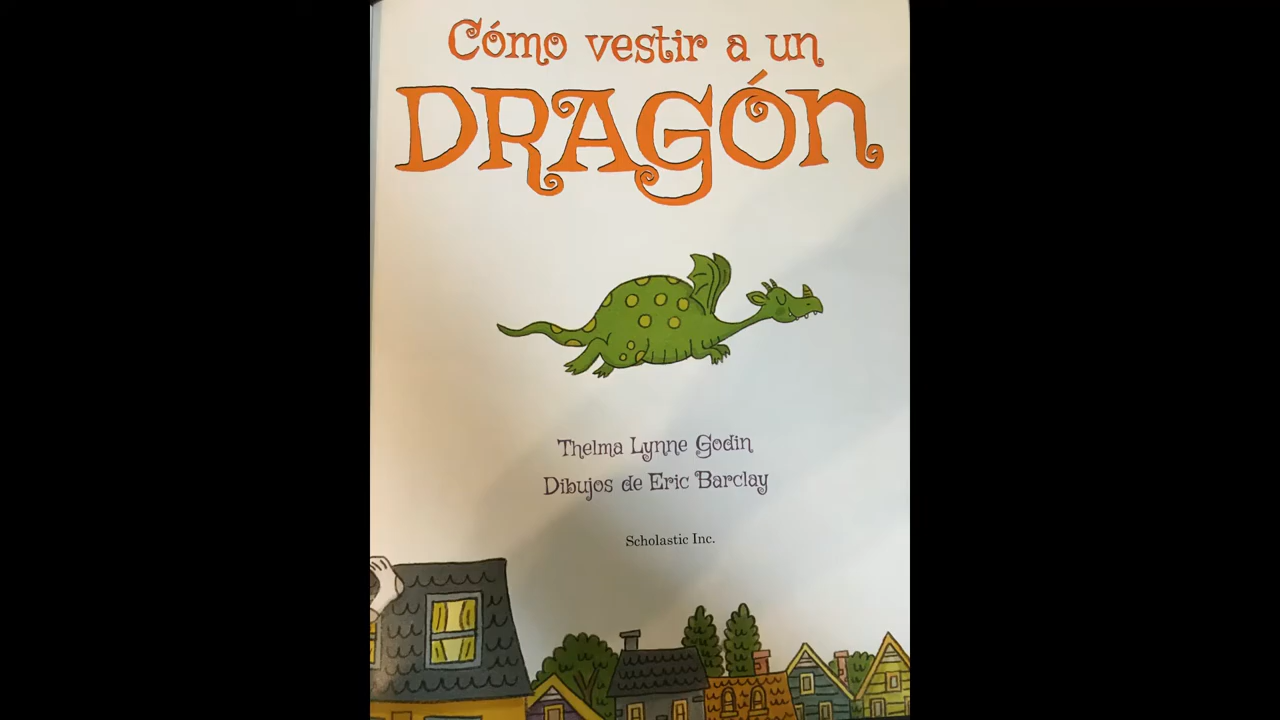 Cómo vestir a un
DRAGÓN
Thelma Lynne Godin
Dibujos de Eric Barclay
Scholastic Inc.